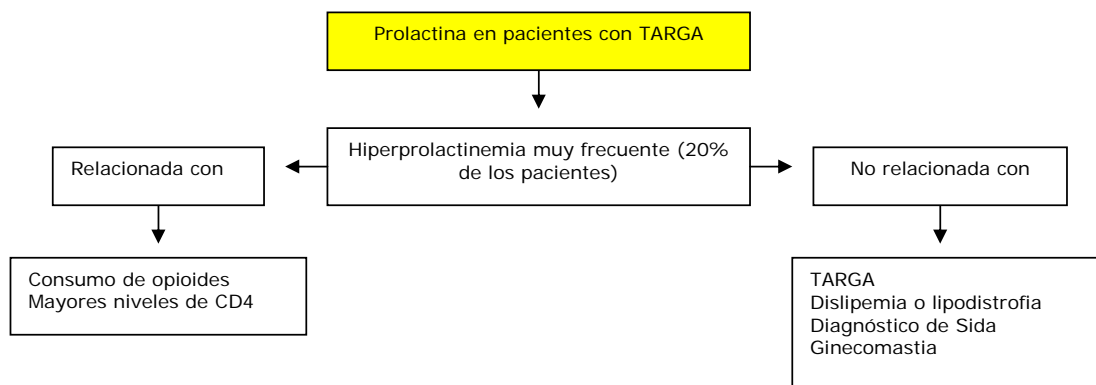 Prolactina en pacientes con TARGA
Hiperprolactinemia muy frecuente (20%
de los pacientes)
Relacionada con
No relacionada con
Consumo de opioides
Mayores niveles de CD4
TARGA
Dislipemia o lipodistrofia
Diagnóstico de Sida
Ginecomastia